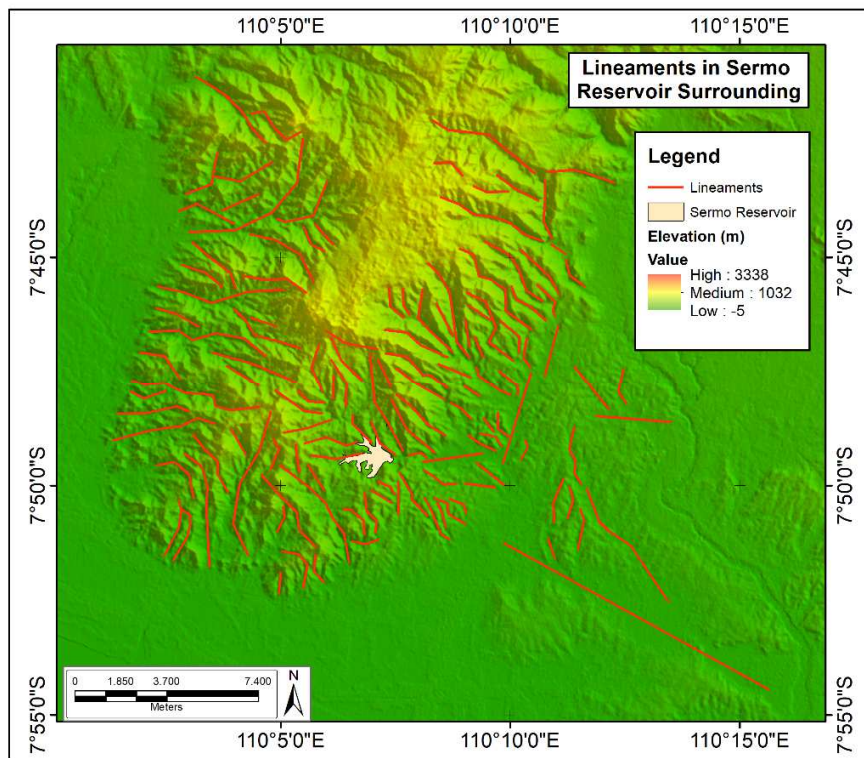 110°5'0"E 110°10'0"E 110°15'0"E
Lineaments in Sermo
Reservoir Surrounding
Legend
Lineaments
Sermo Reservoir
Elevation (m)
Value
High : 3338
Medium : 1032
Low : -5
7°45'0"S
7°45'0"S
7°50'0"S
7°50'0"S
7°55'0"S
7°55'0"S
0 1.850 3.700 7.400
Meters
N
110°5'0"E 110°10'0"E 110°15'0"E